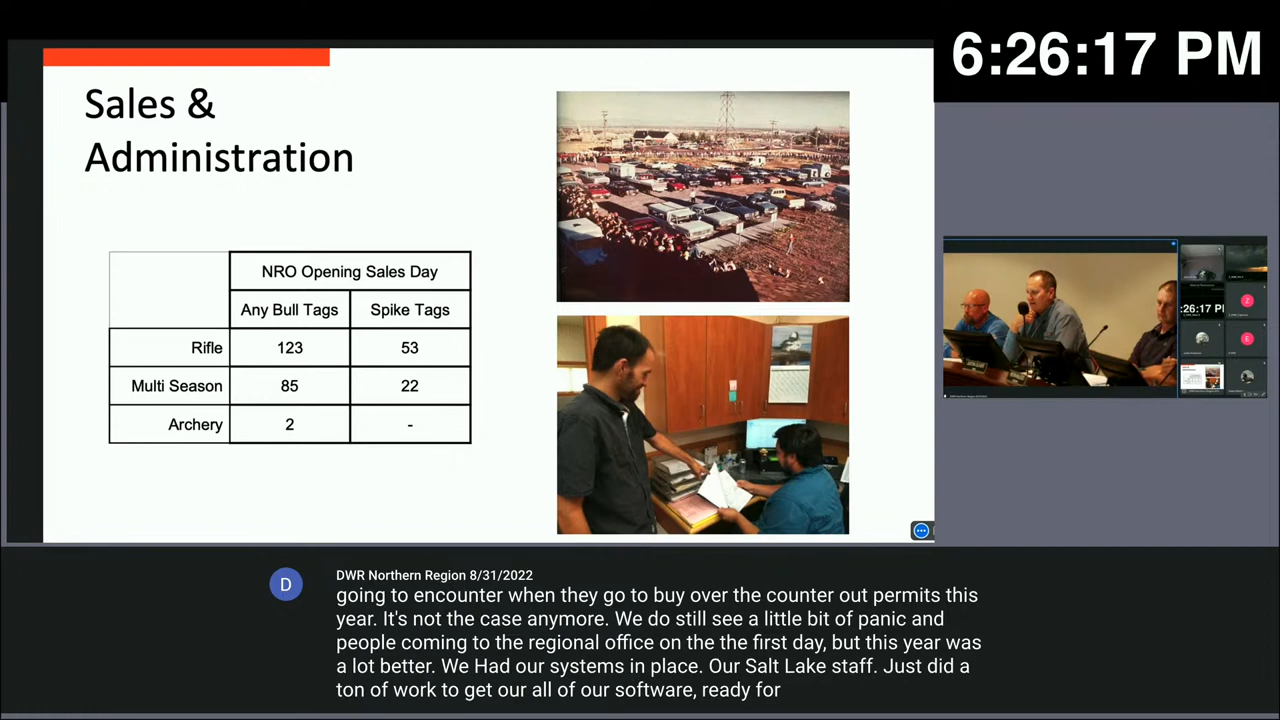 6:26:17 PM
Sales &
Administration
NRO Opening Sales Day
Any Bull Tags Spike Tags
Rifle 123 53
Multi Season 85 22
Archery 2 -
:26:17 PM
Z
E
D
DWR Northern Region 8/31/2022
going to encounter when they go to buy over the counter out permits this
year. It's not the case anymore. We do still see a little bit of panic and
people coming to the regional office on the the first day, but this year was
a lot better. We Had our systems in place. Our Salt Lake staff. Just did a
ton of work to get our all of our software, ready for